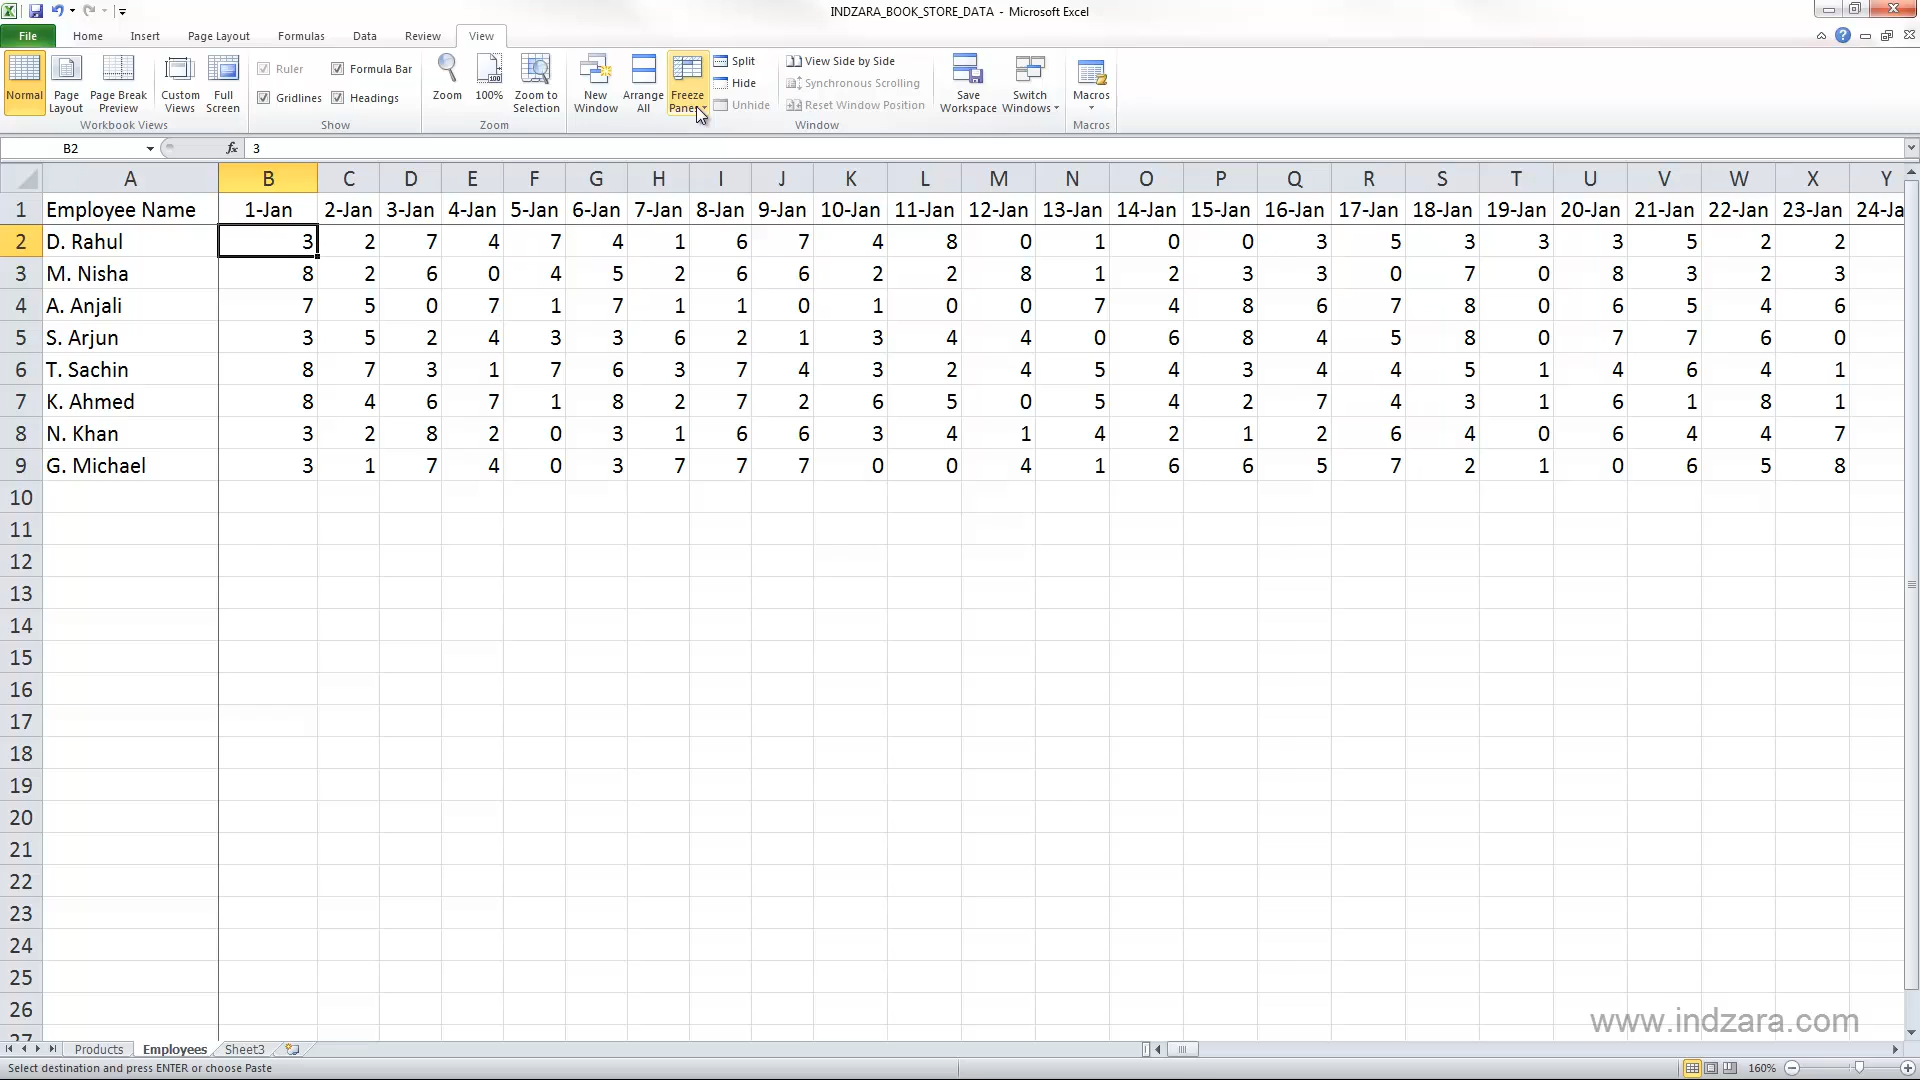 INDZARA_BOOK_STORE_DATA - Microsoft Excel
File Home Insert Page Layout Formulas Data Review View
Normal Page Layout Page Break Preview Custom Views Full Screen
Workbook Views
Ruler Formula Bar
Gridlines Headings
Show
Zoom 100% Zoom to Selection
Zoom
New Window Arrange All Freeze Panes
Split
Hide
Unhide
View Side by Side
Synchronous Scrolling
Reset Window Position
Window
Save Workspace Switch Windows
Macros
Macros
B2 fx 3
A B C D E F G H I J K L M N O P Q R S T U V W X Y
1 Employee Name 1-Jan 2-Jan 3-Jan 4-Jan 5-Jan 6-Jan 7-Jan 8-Jan 9-Jan 10-Jan 11-Jan 12-Jan 13-Jan 14-Jan 15-Jan 16-Jan 17-Jan 18-Jan 19-Jan 20-Jan 21-Jan 22-Jan 23-Jan 24-Ja
2 D. Rahul 3 2 7 4 7 4 1 6 7 4 8 0 1 0 0 3 5 3 3 3 5 2 2
3 M. Nisha 8 2 6 0 4 5 2 6 6 2 2 8 1 2 3 3 0 7 0 8 3 2 3
4 A. Anjali 7 5 0 7 1 7 1 1 0 1 0 0 7 4 8 6 7 8 0 6 5 4 6
5 S. Arjun 3 5 2 4 3 3 6 2 1 3 4 4 0 6 8 4 5 8 0 7 7 6 0
6 T. Sachin 8 7 3 1 7 6 3 7 4 3 2 4 5 4 3 4 4 5 1 4 6 4 1
7 K. Ahmed 8 4 6 7 1 8 2 7 2 6 5 0 5 4 2 7 4 3 1 6 1 8 1
8 N. Khan 3 2 8 2 0 3 1 6 6 3 4 1 4 2 1 2 6 4 0 6 4 4 7
9 G. Michael 3 1 7 4 0 3 7 7 7 0 0 4 1 6 6 5 7 2 1 0 6 5 8
10
11
12
13
14
15
16
17
18
19
20
21
22
23
24
25
26
27
www.indzara.com
Products Employees Sheet3
Select destination and press ENTER or choose Paste 160%